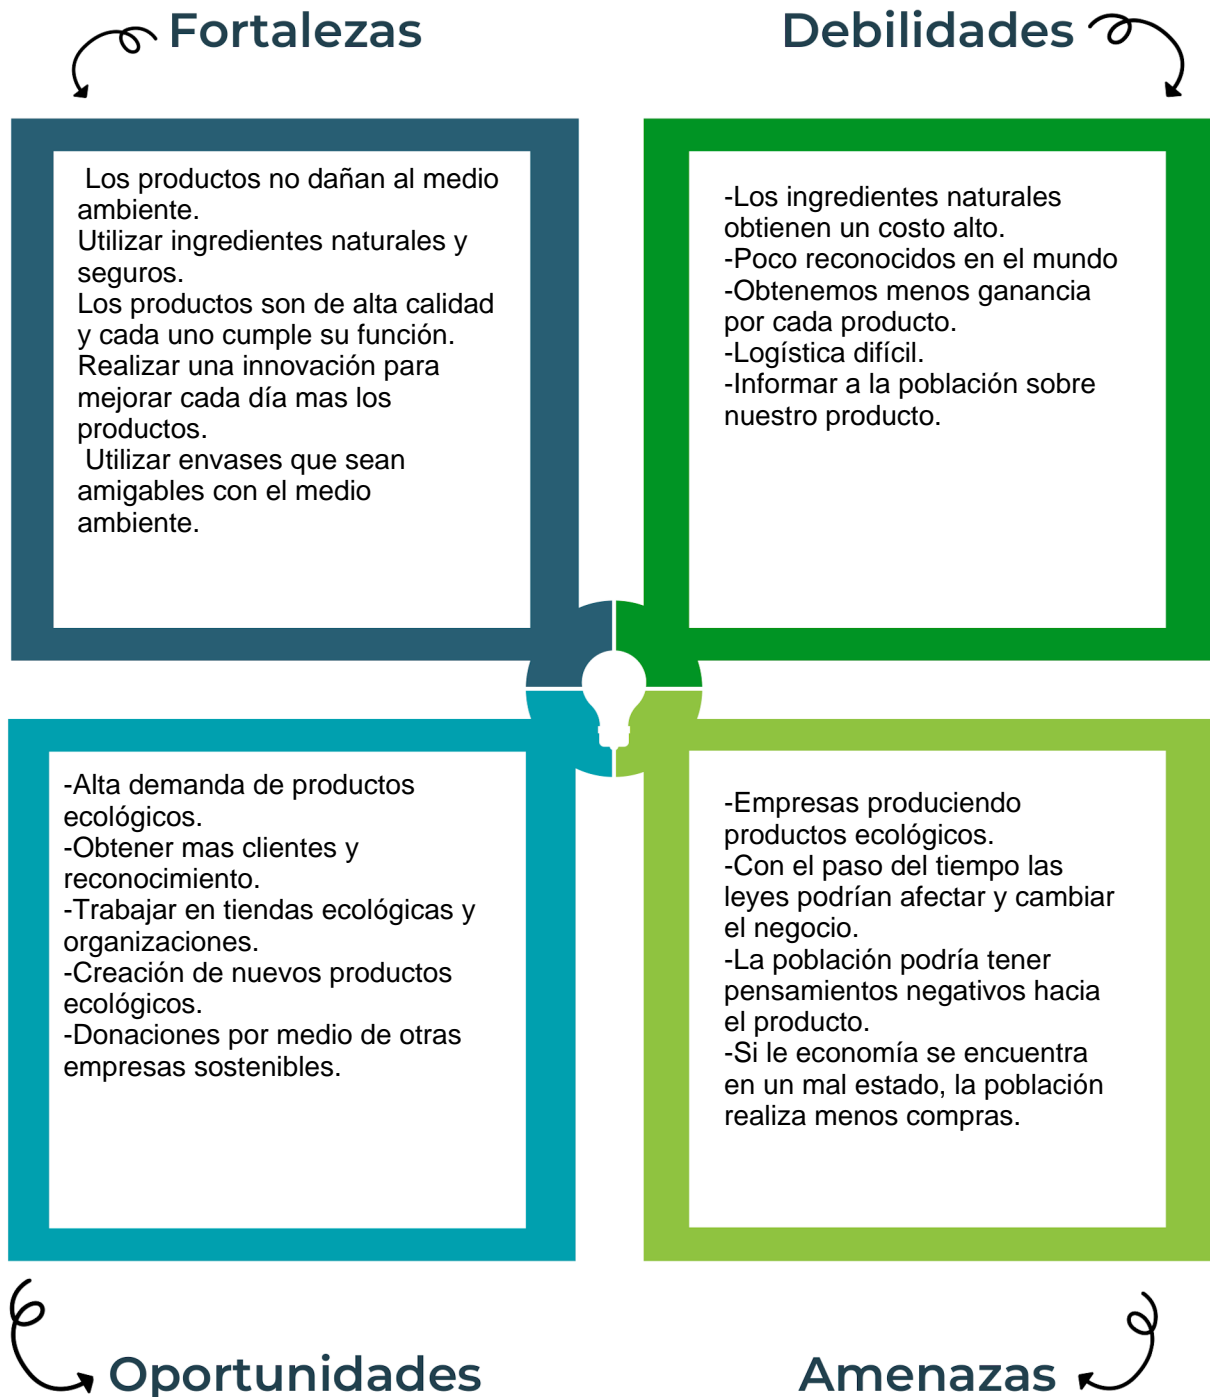 Fortalezas
Los productos no dañan al medio
ambiente.
Utilizar ingredientes naturales y
seguros.
Los productos son de alta calidad
y cada uno cumple su función.
Realizar una innovación para
mejorar cada día mas los
productos.
Utilizar envases que sean
amigables con el medio
ambiente.
Debilidades
-Los ingredientes naturales
obtienen un costo alto.
-Poco reconocidos en el mundo
-Obtenemos menos ganancia
por cada producto.
-Logística difícil.
-Informar a la población sobre
nuestro producto.
-Alta demanda de productos
ecológicos.
-Obtener mas clientes y
reconocimiento.
-Trabajar en tiendas ecológicas y
organizaciones.
-Creación de nuevos productos
ecológicos.
-Donaciones por medio de otras
empresas sostenibles.
Oportunidades
-Empresas produciendo
productos ecológicos.
-Con el paso del tiempo las
leyes podrían afectar y cambiar
el negocio.
-La población podría tener
pensamientos negativos hacia
el producto.
-Si le economía se encuentra
en un mal estado, la población
realiza menos compras.
Amenazas